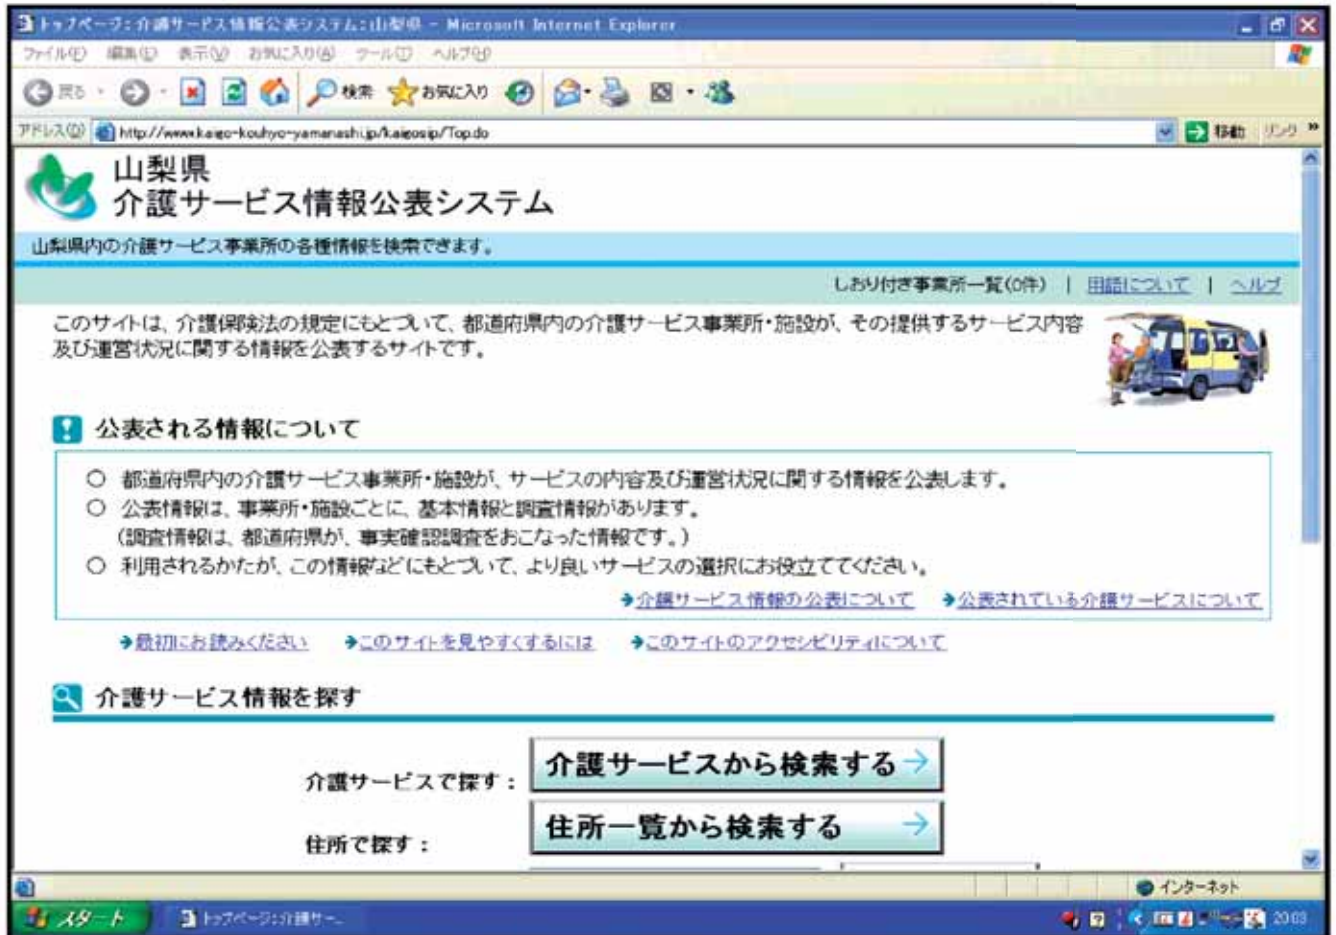 トップページ:介護サービス情報公表システム:山梨県 - Microsoft Internet Explorer
ファイル(F) 編集(E) 表示(V) お気に入り(A) ツール(T) ヘルプ(H)
戻る 検索 お気に入り
アドレス(D) http://www.kaigo-kouhyo-yamanashi.jp/kaigosip/Top.do 移動 リンク »
山梨県
介護サービス情報公表システム
山梨県内の介護サービス事業所の各種情報を検索できます。
しおり付き事業所一覧(0件) | 用語について | ヘルプ
このサイトは、介護保険法の規定にもとづいて、都道府県内の介護サービス事業所・施設が、その提供するサービス内容
及び運営状況に関する情報を公表するサイトです。
公表される情報について
○ 都道府県内の介護サービス事業所・施設が、サービスの内容及び運営状況に関する情報を公表します。
○ 公表情報は、事業所・施設ごとに、基本情報と調査情報があります。
(調査情報は、都道府県が、事実確認調査をおこなった情報です。)
○ 利用されるかたが、この情報などにもとづいて、より良いサービスの選択にお役立ててください。
介護サービス情報の公表について 公表されている介護サービスについて
最初にお読みください このサイトを見やすくするには このサイトのアクセシビリティについて
介護サービス情報を探す
介護サービスで探す: 介護サービスから検索する
住所で探す: 住所一覧から検索する
インターネット
スタート トップページ:介護サー... 20:03